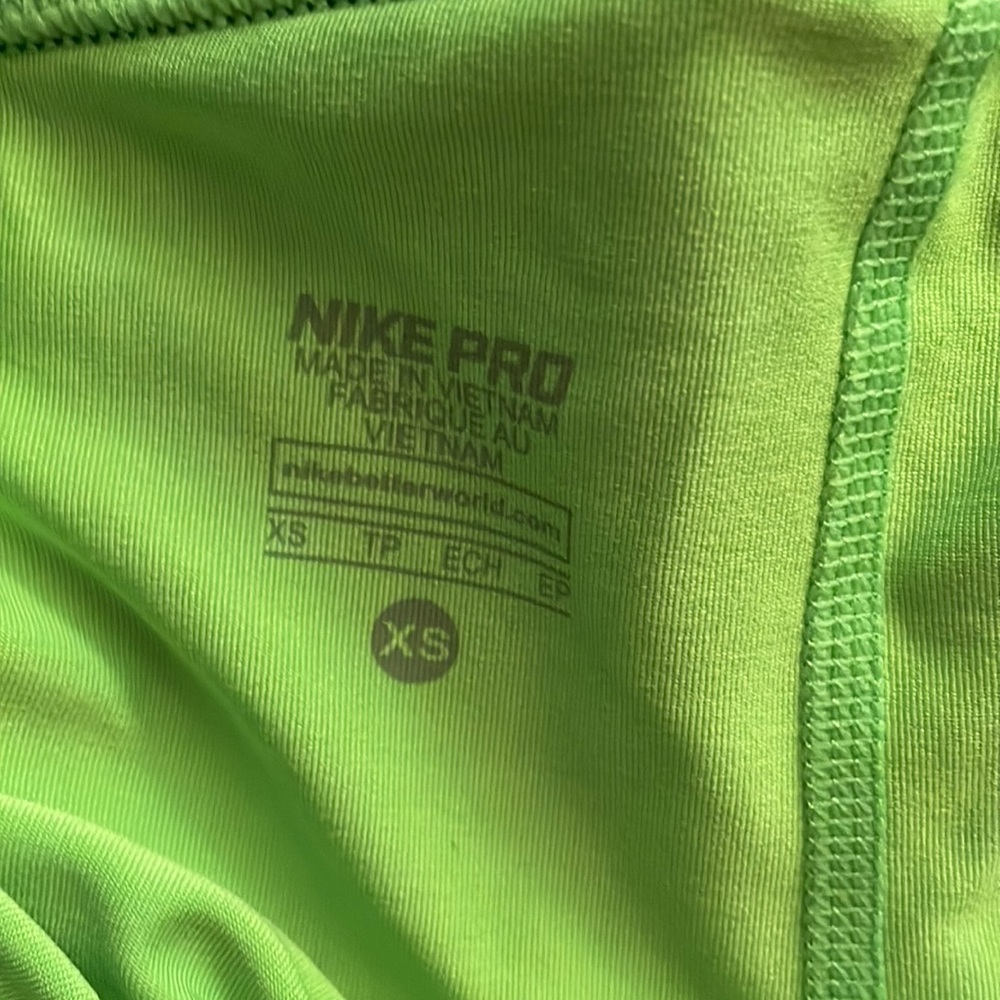 NIKE PRO
MADE IN VIETNAM
FABRIQUE AU
VIETNAM
nikebetterworld.com
XS TP ECH EP
XS